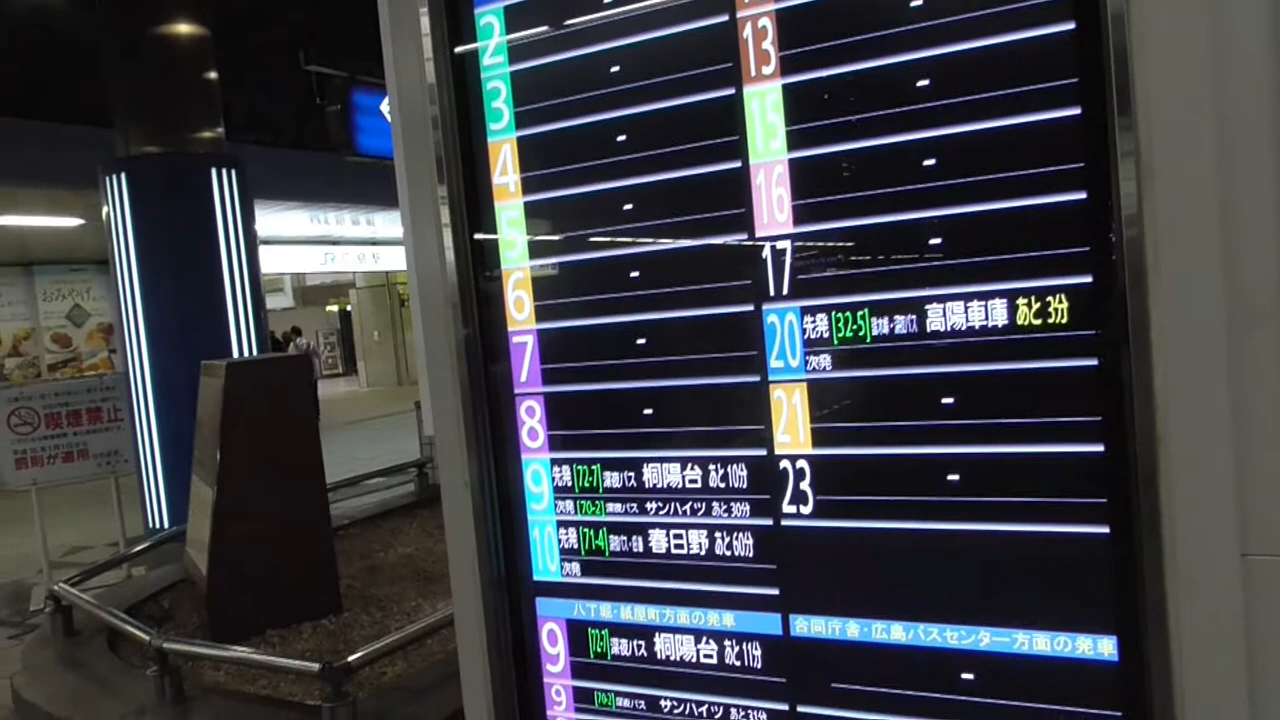 2
3
4
5
6
7
8
9 先発 [72-7] 深夜バス 桐陽台 あと10分
次発 [70-2] 深夜バス サンハイツ あと30分
10 先発 [71-4] 春日野 あと60分
次発
八丁堀・紙屋町方面の発車
9 [72-7] 深夜バス 桐陽台 あと11分
9 [70-2] 深夜バス サンハイツ あと31分
13
15
16
17
20 先発 [32-5] 高陽車庫 あと3分
次発
21
23
合同庁舎・広島バスセンター方面の発車
おみやげ
喫煙禁止
罰則が適用